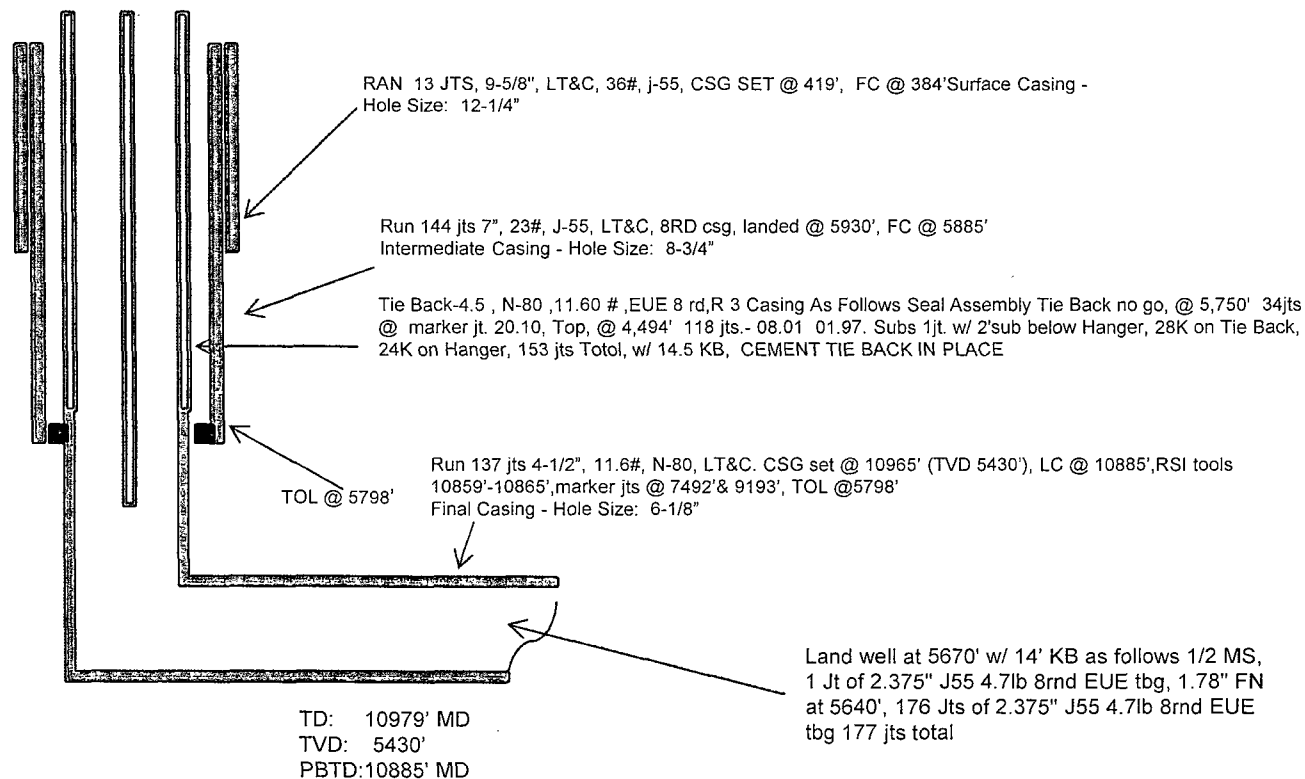 RAN 13 JTS, 9-5/8", LT&C, 36#, j-55, CSG SET @ 419', FC @ 384'Surface Casing -
Hole Size: 12-1/4"
Run 144 jts 7", 23#, J-55, LT&C, 8RD csg, landed @ 5930', FC @ 5885'
Intermediate Casing - Hole Size: 8-3/4"
Tie Back-4.5 , N-80 ,11.60 # ,EUE 8 rd,R 3 Casing As Follows Seal Assembly Tie Back no go, @ 5,750' 34jts
@ marker jt. 20.10, Top, @ 4,494' 118 jts.- 08.01 01.97. Subs 1jt. w/ 2'sub below Hanger, 28K on Tie Back,
24K on Hanger, 153 jts Totol, w/ 14.5 KB, CEMENT TIE BACK IN PLACE
Run 137 jts 4-1/2", 11.6#, N-80, LT&C. CSG set @ 10965' (TVD 5430'), LC @ 10885',RSI tools
10859'-10865',marker jts @ 7492'& 9193', TOL @5798'
Final Casing - Hole Size: 6-1/8"
TOL @ 5798'
Land well at 5670' w/ 14' KB as follows 1/2 MS,
1 Jt of 2.375" J55 4.7lb 8rnd EUE tbg, 1.78" FN
at 5640', 176 Jts of 2.375" J55 4.7lb 8rnd EUE
tbg 177 jts total
TD: 10979' MD
TVD: 5430'
PBTD:10885' MD